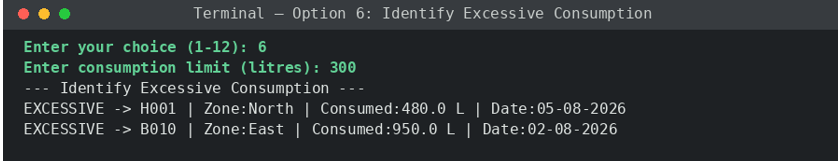 Terminal — Option 6: Identify Excessive Consumption
Enter your choice (1-12): 6
Enter consumption limit (litres): 300
--- Identify Excessive Consumption ---
EXCESSIVE -> H001 | Zone:North | Consumed:480.0 L | Date:05-08-2026
EXCESSIVE -> B010 | Zone:East | Consumed:950.0 L | Date:02-08-2026